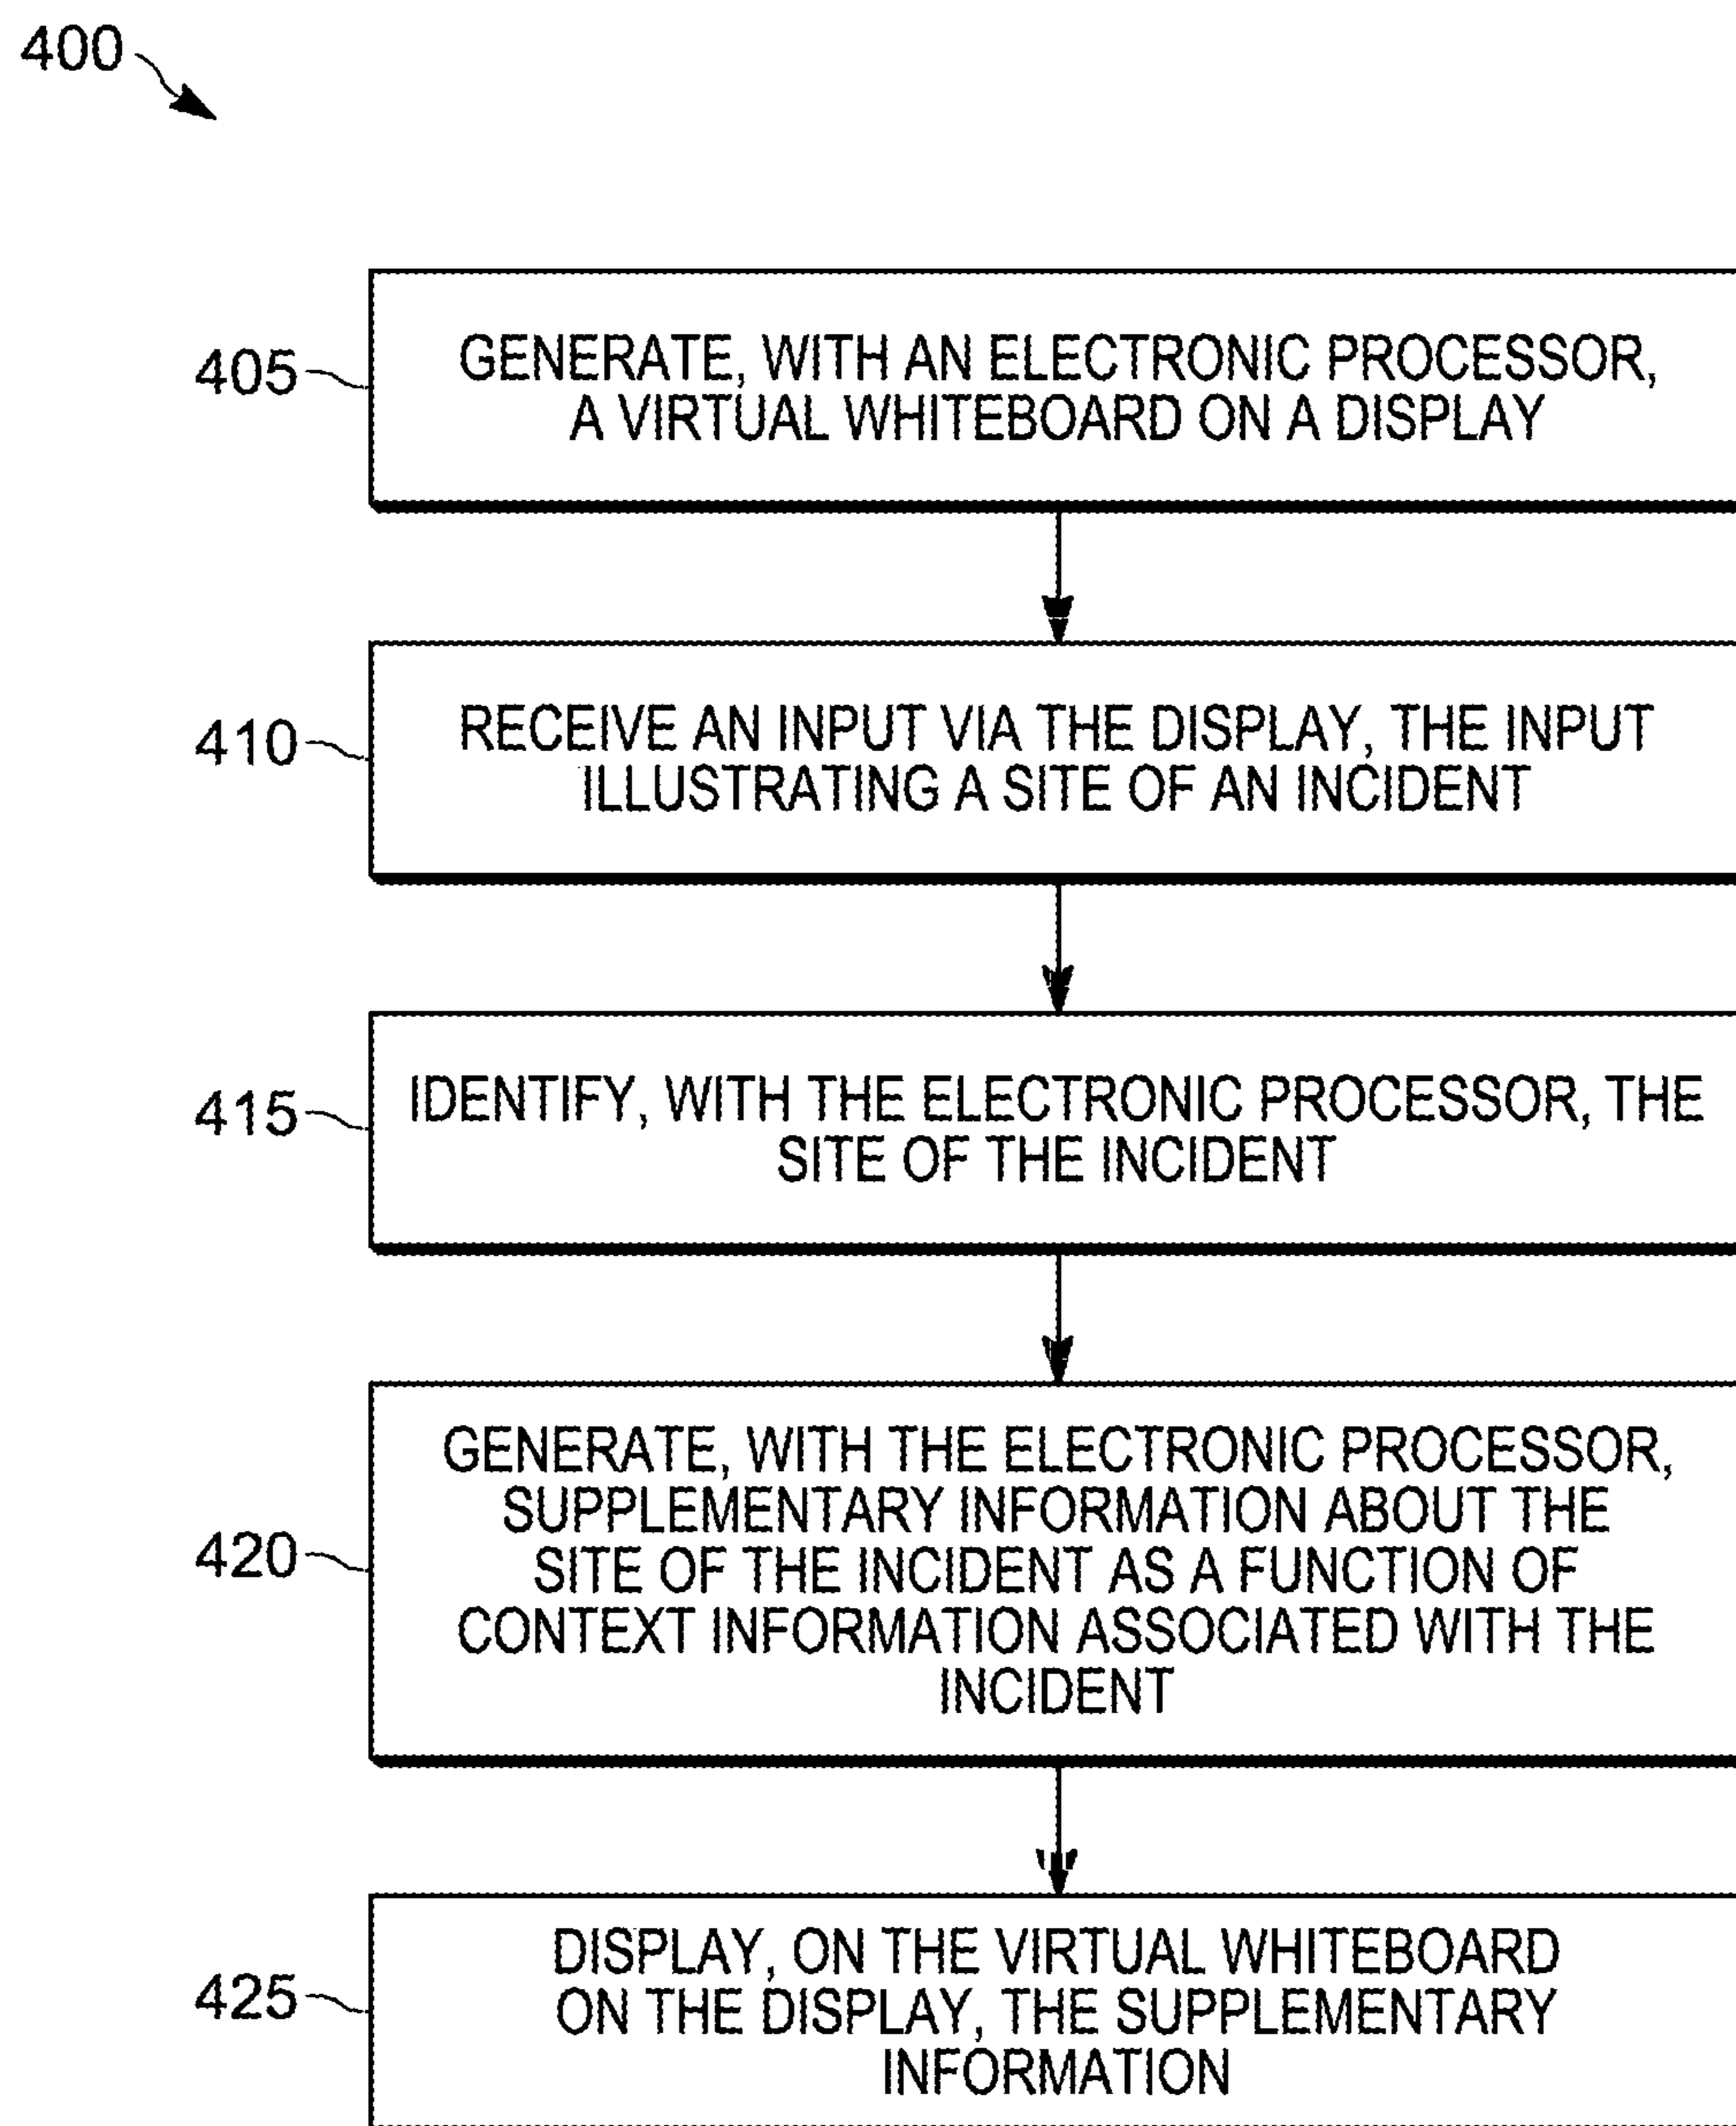 400
405
GENERATE, WITH AN ELECTRONIC PROCESSOR,
A VIRTUAL WHITEBOARD ON A DISPLAY
410
RECEIVE AN INPUT VIA THE DISPLAY, THE INPUT
ILLUSTRATING A SITE OF AN INCIDENT
415
IDENTIFY, WITH THE ELECTRONIC PROCESSOR, THE
SITE OF THE INCIDENT
420
GENERATE, WITH THE ELECTRONIC PROCESSOR,
SUPPLEMENTARY INFORMATION ABOUT THE
SITE OF THE INCIDENT AS A FUNCTION OF
CONTEXT INFORMATION ASSOCIATED WITH THE
INCIDENT
425
DISPLAY, ON THE VIRTUAL WHITEBOARD
ON THE DISPLAY, THE SUPPLEMENTARY
INFORMATION